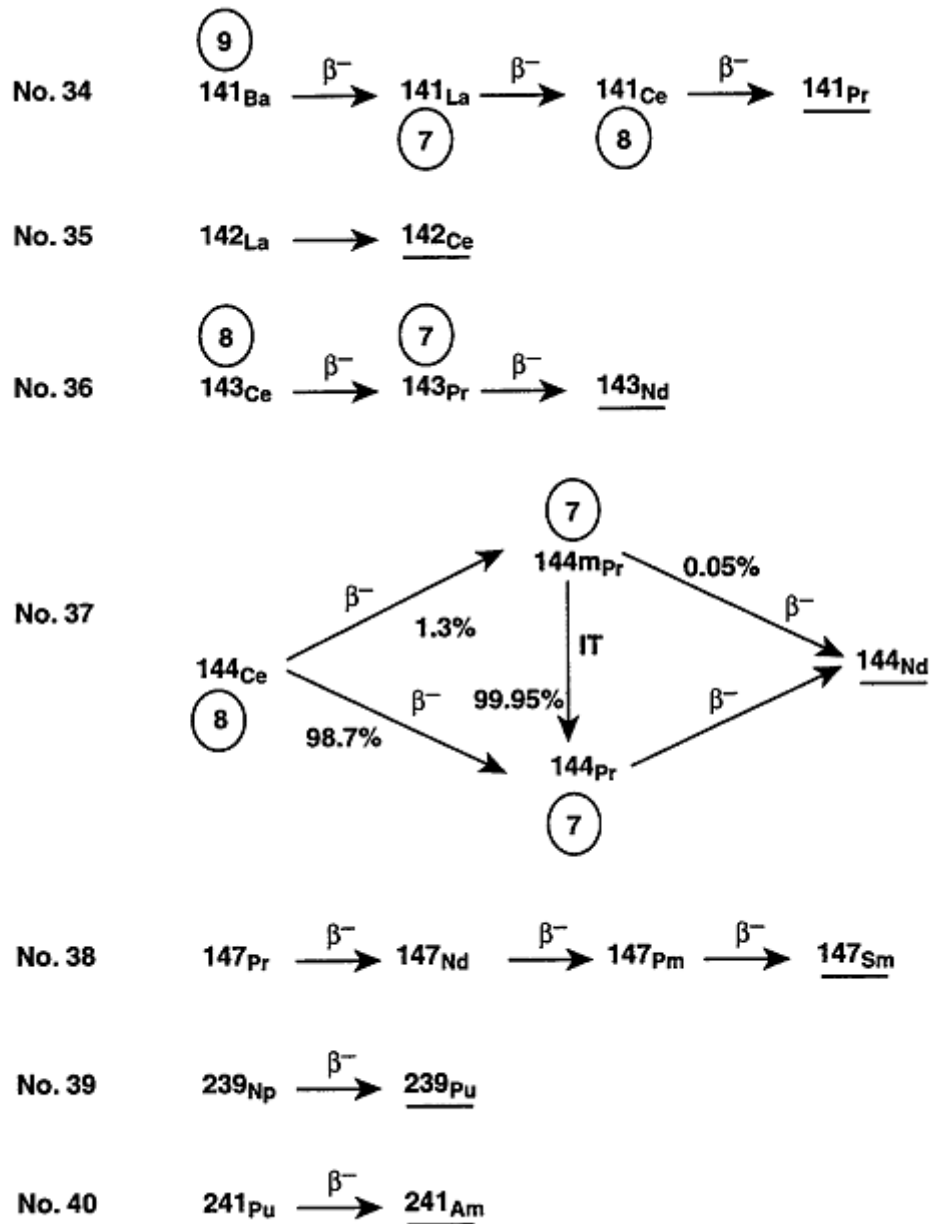 9
No. 34 141Ba β− 141La β− 141Ce β− 141Pr
7 8
No. 35 142La 142Ce
8 7
No. 36 143Ce β− 143Pr β− 143Nd
7
144mPr 0.05%
No. 37 β− 1.3% IT β−
144Ce 144Nd
8 98.7% β− 99.95% β−
144Pr
7
No. 38 147Pr β− 147Nd β− 147Pm β− 147Sm
No. 39 239Np β− 239Pu
No. 40 241Pu β− 241Am